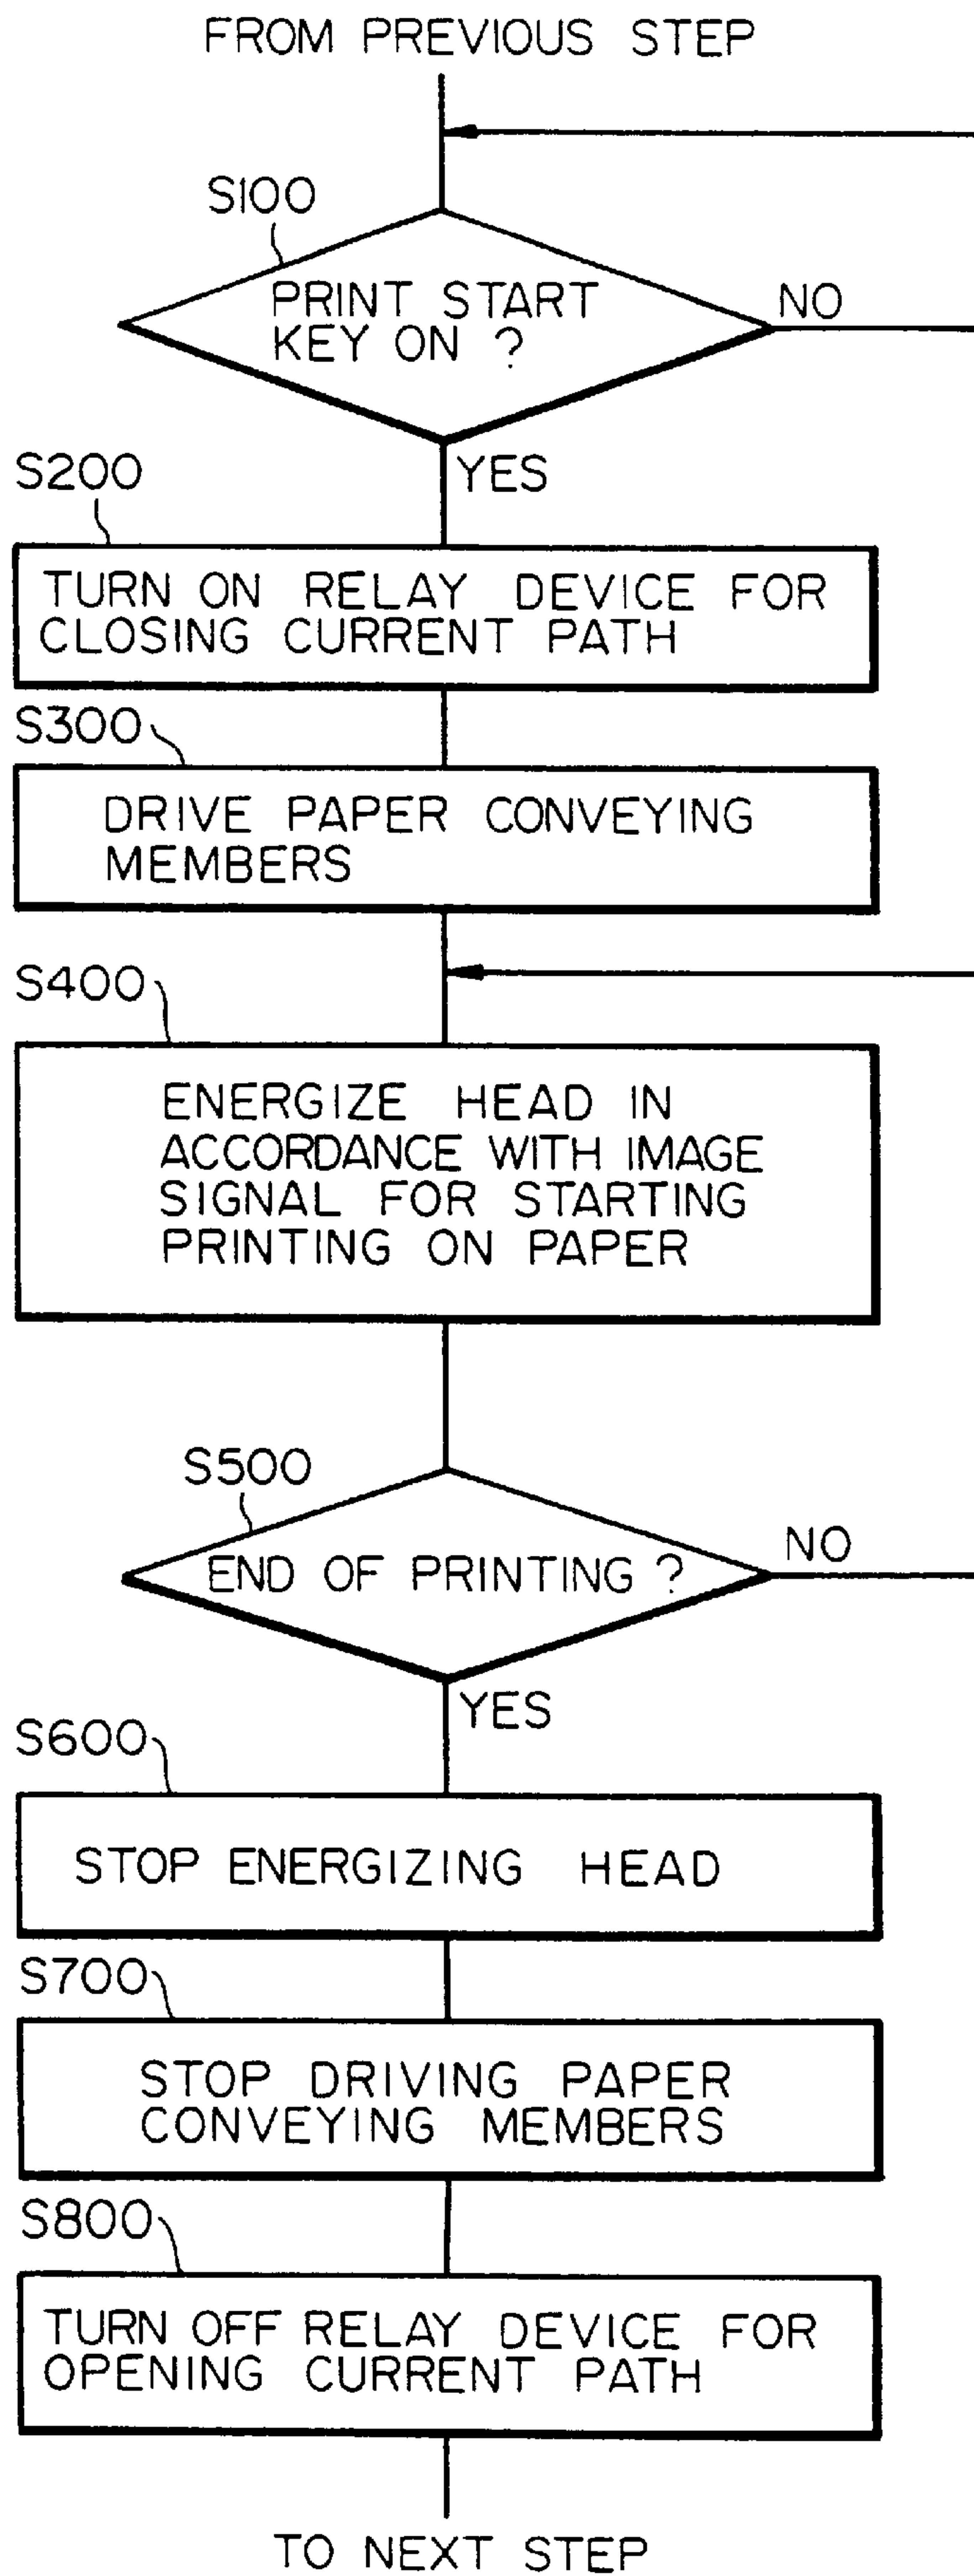 FROM PREVIOUS STEP
S100
PRINT START
KEY ON ?
NO
YES
S200
TURN ON RELAY DEVICE FOR
CLOSING CURRENT PATH
S300
DRIVE PAPER CONVEYING
MEMBERS
S400
ENERGIZE HEAD IN
ACCORDANCE WITH IMAGE
SIGNAL FOR STARTING
PRINTING ON PAPER
S500
END OF PRINTING ?
NO
YES
S600
STOP ENERGIZING HEAD
S700
STOP DRIVING PAPER
CONVEYING MEMBERS
S800
TURN OFF RELAY DEVICE FOR
OPENING CURRENT PATH
TO NEXT STEP